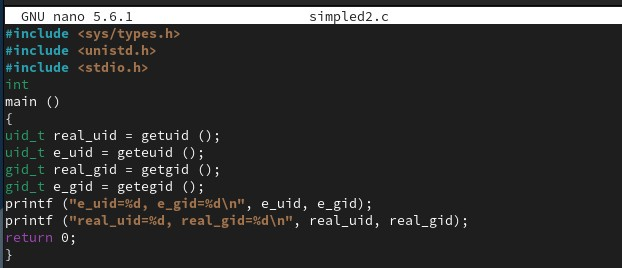 GNU nano 5.6.1 simpled2.c
#include <sys/types.h>
#include <unistd.h>
#include <stdio.h>
int
main ()
{
uid_t real_uid = getuid ();
uid_t e_uid = geteuid ();
gid_t real_gid = getgid ();
gid_t e_gid = getegid ();
printf ("e_uid=%d, e_gid=%d\n", e_uid, e_gid);
printf ("real_uid=%d, real_gid=%d\n", real_uid, real_gid);
return 0;
}